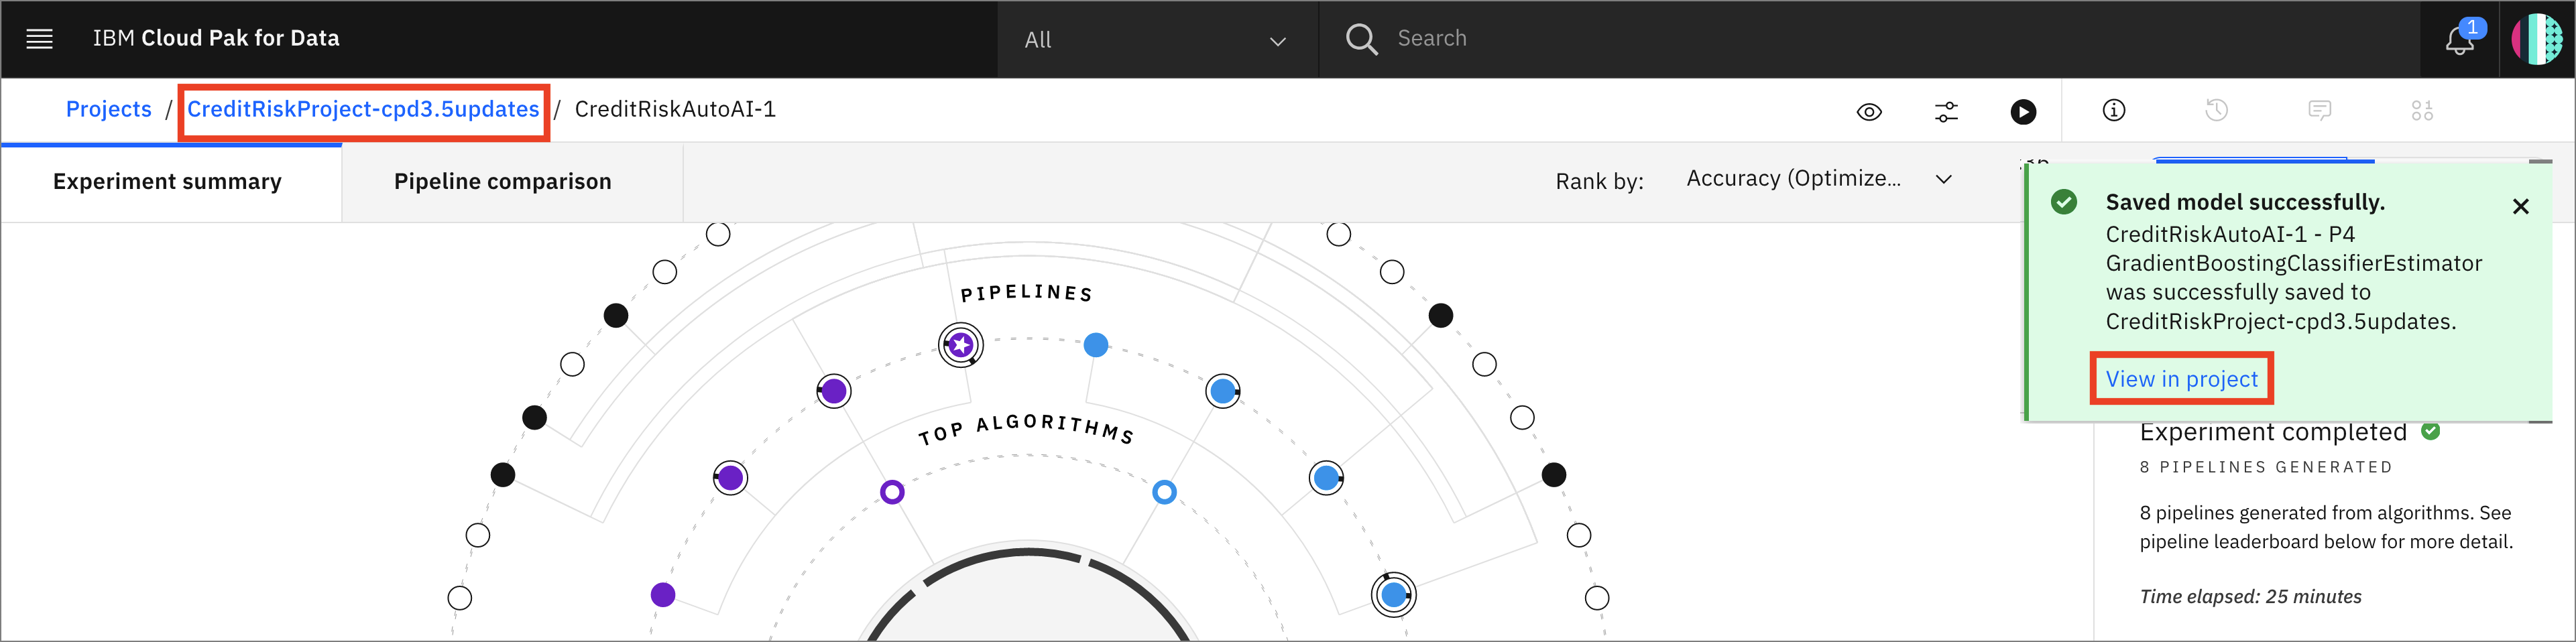 IBM Cloud Pak for Data
All
Search
1
Projects / CreditRiskProject-cpd3.5updates / CreditRiskAutoAI-1
Experiment summary
Pipeline comparison
Rank by:
Accuracy (Optimize...
Saved model successfully.
CreditRiskAutoAI-1 - P4
GradientBoostingClassifierEstimator
was successfully saved to
CreditRiskProject-cpd3.5updates.
View in project
PIPELINES
TOP ALGORITHMS
Experiment completed
8 PIPELINES GENERATED
8 pipelines generated from algorithms. See
pipeline leaderboard below for more detail.
Time elapsed: 25 minutes